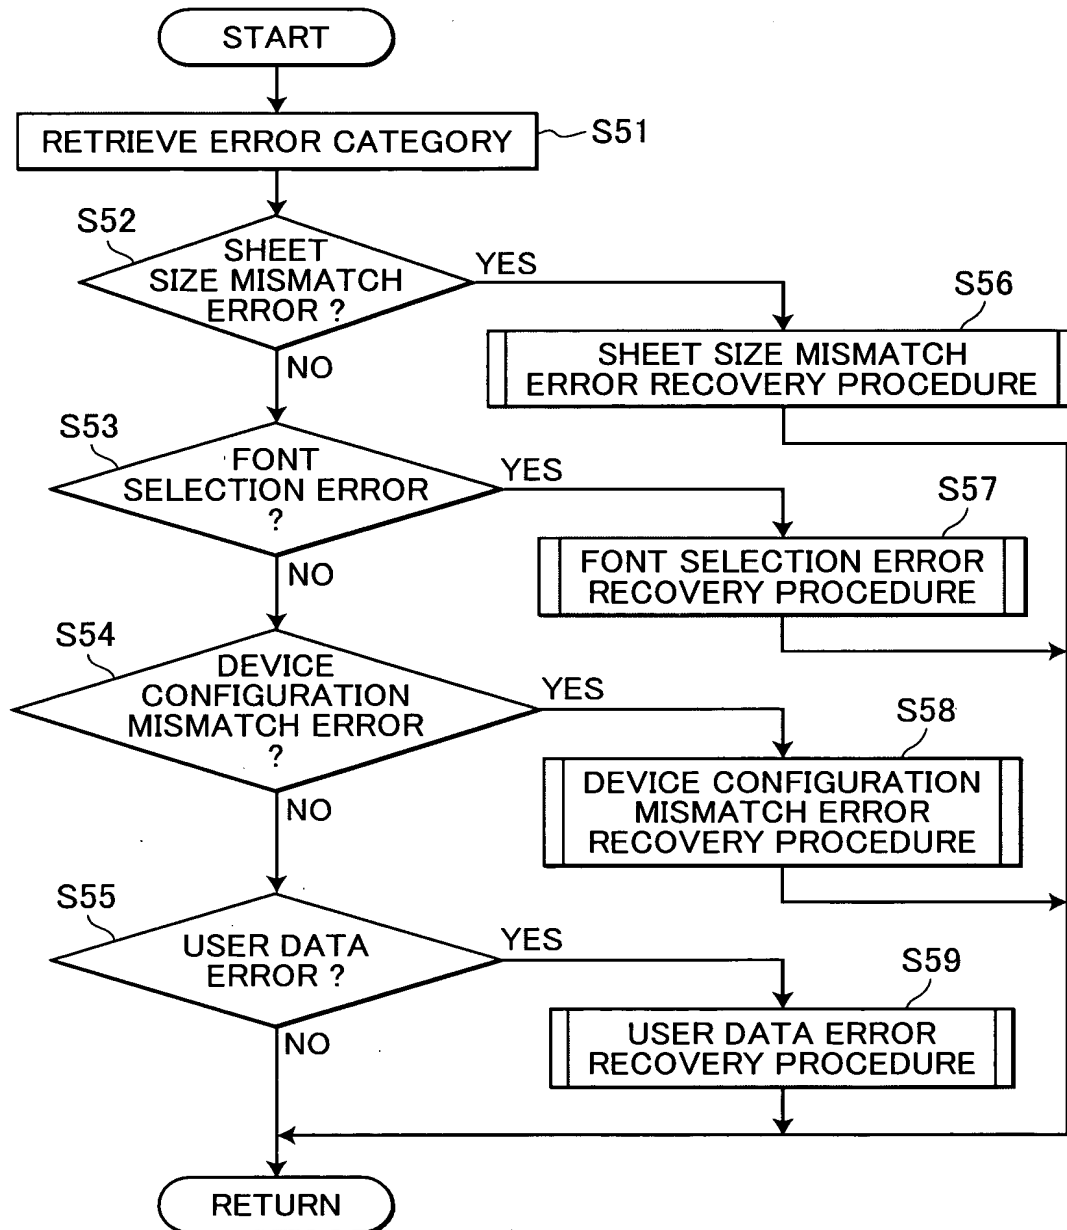 START
RETRIEVE ERROR CATEGORY
S51
S52
SHEET
SIZE MISMATCH
ERROR ?
YES
NO
S56
SHEET SIZE MISMATCH
ERROR RECOVERY PROCEDURE
S53
FONT
SELECTION ERROR
?
YES
NO
S57
FONT SELECTION ERROR
RECOVERY PROCEDURE
S54
DEVICE
CONFIGURATION
MISMATCH ERROR
?
YES
NO
S58
DEVICE CONFIGURATION
MISMATCH ERROR
RECOVERY PROCEDURE
S55
USER DATA
ERROR ?
YES
NO
S59
USER DATA ERROR
RECOVERY PROCEDURE
RETURN